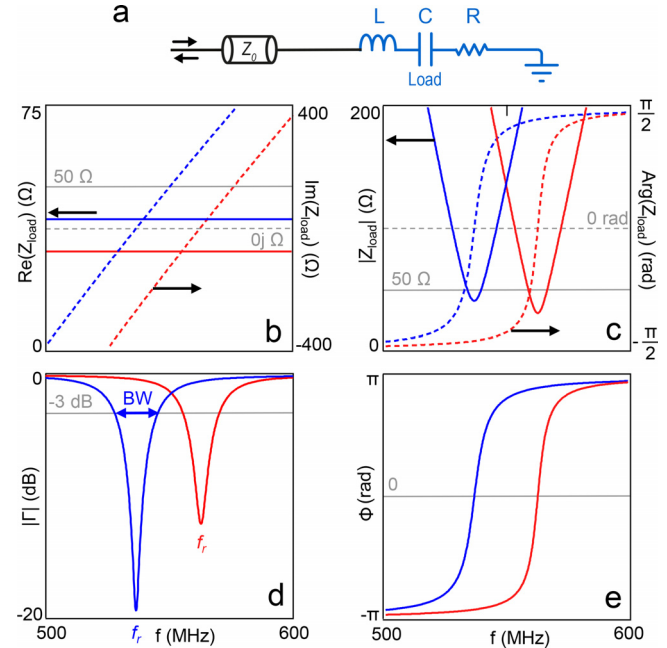 a
L C R
Z0
Load
75
400
50 Ω
0j Ω
Re(Zload) (Ω)
Im(Zload) (Ω)
0
-400
b
200
π/2
0 rad
50 Ω
|Zload| (Ω)
Arg(Zload) (rad)
0
-π/2
c
0
-3 dB
BW
fr
|Γ| (dB)
-20
d
500 fr f (MHz) 600
π
0
Φ (rad)
-π
e
500 f (MHz) 600